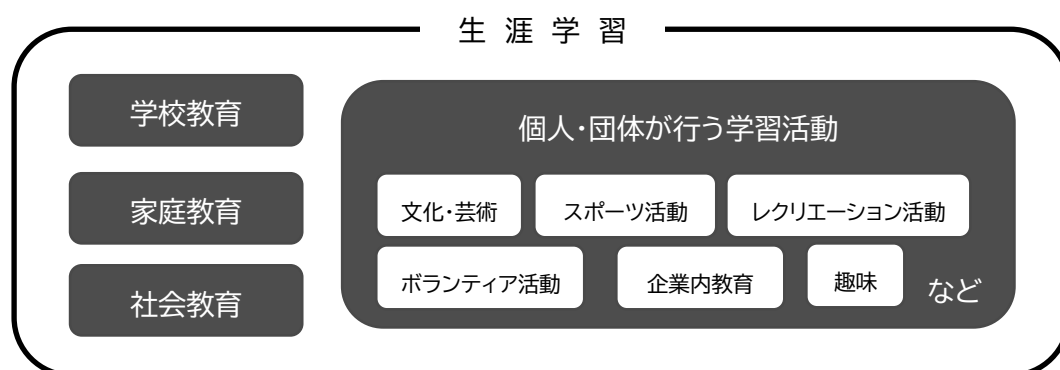 生涯学習
学校教育
家庭教育
社会教育
個人・団体が行う学習活動
文化・芸術
スポーツ活動
レクリエーション活動
ボランティア活動
企業内教育
趣味
など